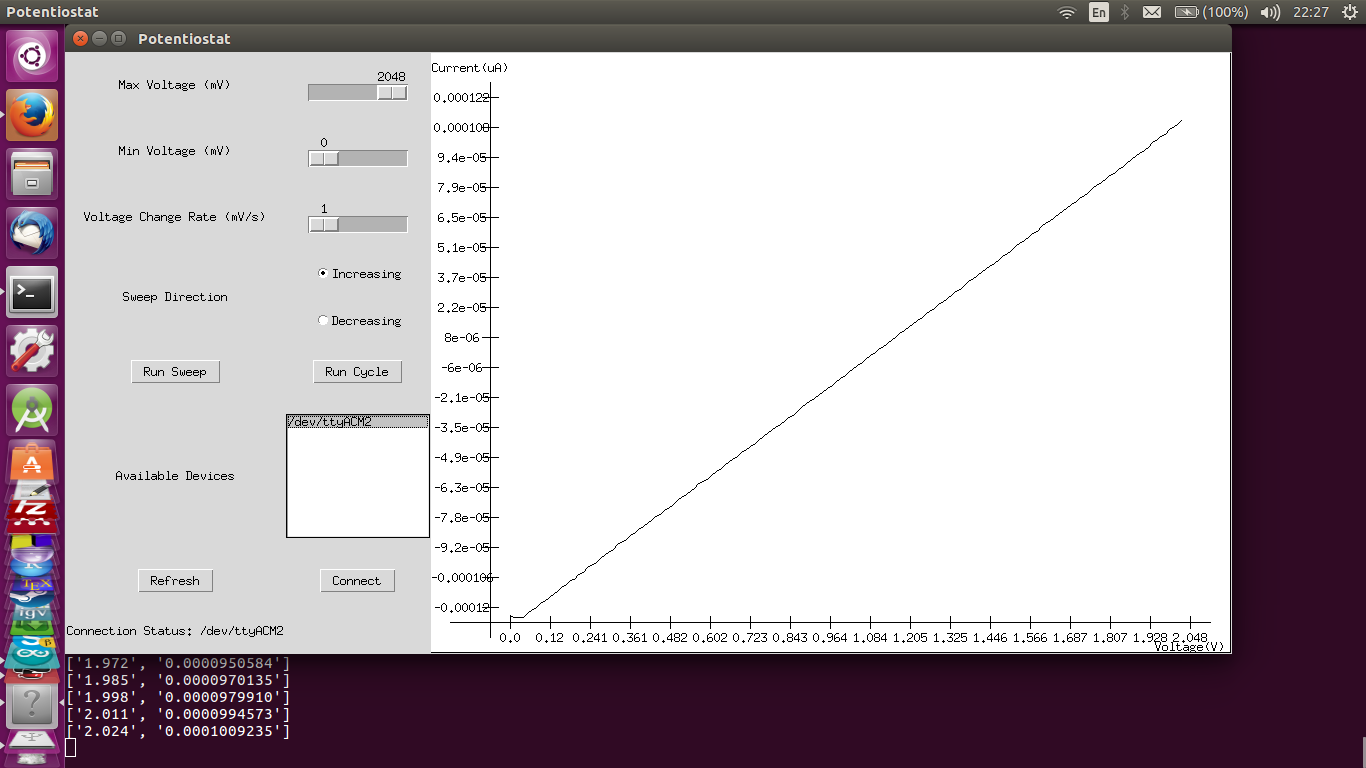 Potentiostat
En
(100%)
22:27
Potentiostat
Max Voltage (mV)
2048
Min Voltage (mV)
0
Voltage Change Rate (mV/s)
1
Sweep Direction
Increasing
Decreasing
Run Sweep
Run Cycle
Available Devices
/dev/ttyACM2
Refresh
Connect
Connection Status: /dev/ttyACM2
Current(uA)
0.000122
0.000108
9.4e-05
7.9e-05
6.5e-05
5.1e-05
3.7e-05
2.2e-05
8e-06
-6e-06
-2.1e-05
-3.5e-05
-4.9e-05
-6.3e-05
-7.8e-05
-9.2e-05
-0.000106
-0.00012
0.0 0.12 0.241 0.361 0.482 0.602 0.723 0.843 0.964 1.084 1.205 1.325 1.446 1.566 1.687 1.807 1.928 2.048
Voltage(V)
['1.972', '0.0000950584']
['1.985', '0.0000970135']
['1.998', '0.0000979910']
['2.011', '0.0000994573']
['2.024', '0.0001009235']
>_
A
FZ
R
TEX
igv
?